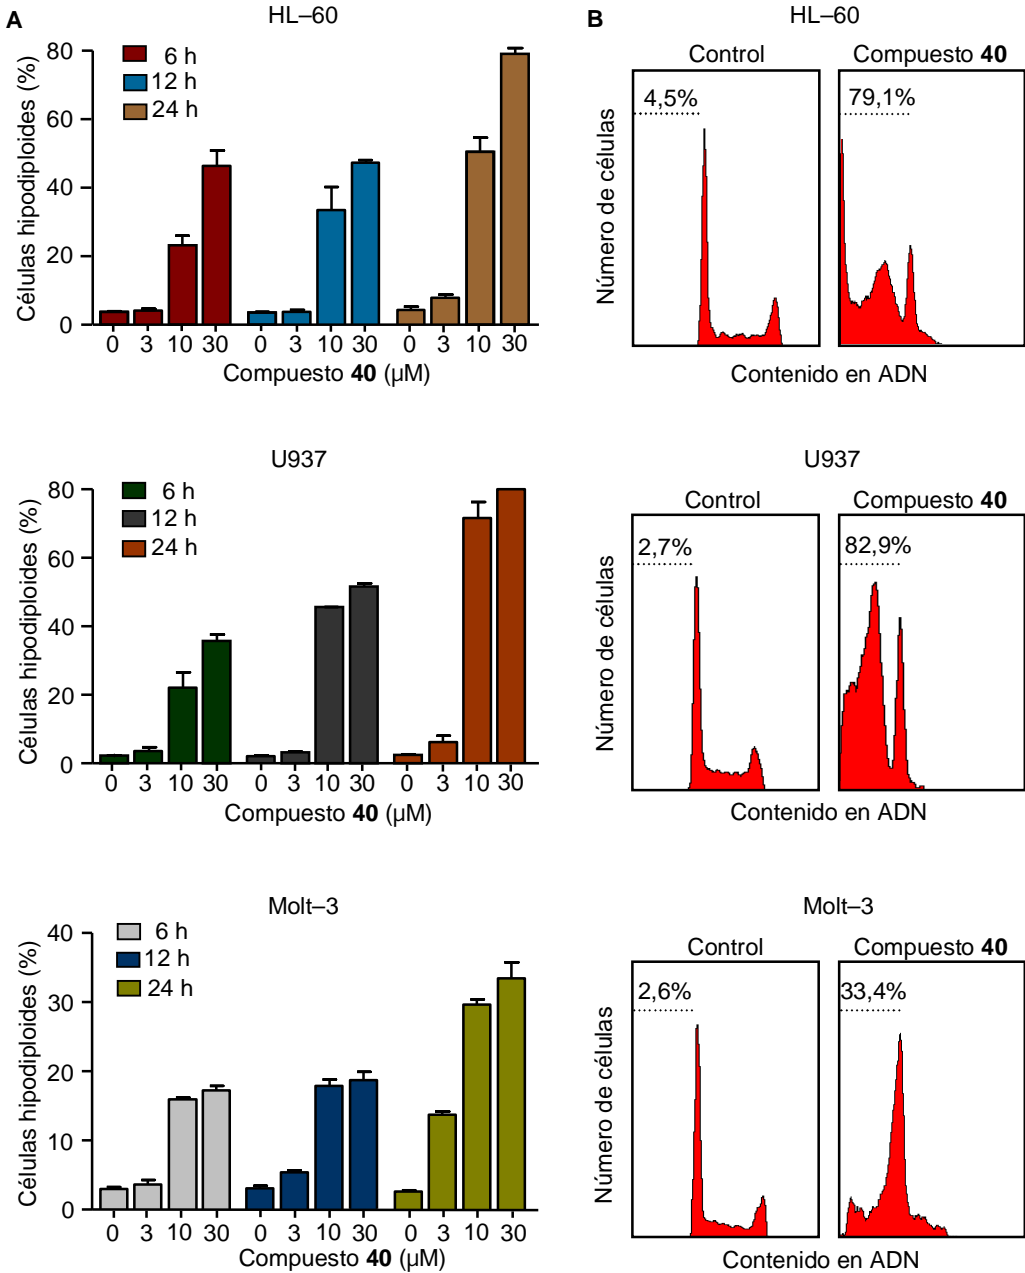 A
HL–60
Células hipodiploides (%)
80
60
40
20
0
6 h
12 h
24 h
0 3 10 30 0 3 10 30 0 3 10 30
Compuesto 40 (µM)
B
HL–60
Control
Compuesto 40
Número de células
4,5%
79,1%
Contenido en ADN
U937
Células hipodiploides (%)
80
60
40
20
0
6 h
12 h
24 h
0 3 10 30 0 3 10 30 0 3 10 30
Compuesto 40 (µM)
U937
Control
Compuesto 40
Número de células
2,7%
82,9%
Contenido en ADN
Molt–3
Células hipodiploides (%)
40
30
20
10
0
6 h
12 h
24 h
0 3 10 30 0 3 10 30 0 3 10 30
Compuesto 40 (µM)
Molt–3
Control
Compuesto 40
Número de células
2,6%
33,4%
Contenido en ADN